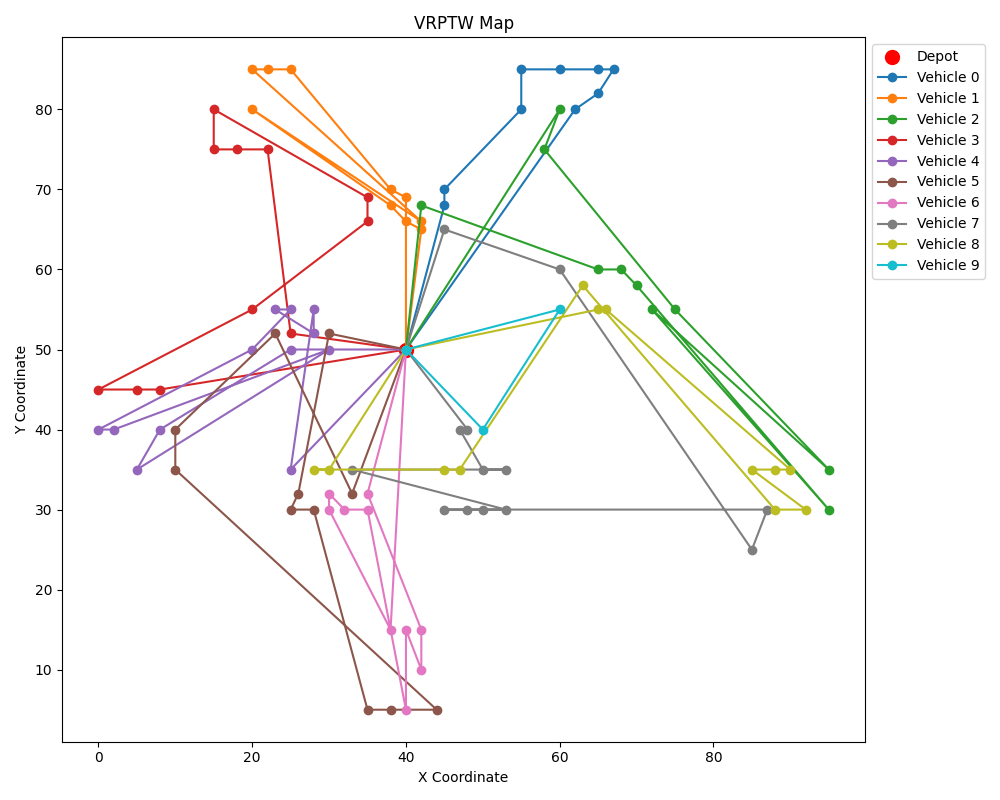 VRPTW Map
Depot
Vehicle 0
Vehicle 1
Vehicle 2
Vehicle 3
Vehicle 4
Vehicle 5
Vehicle 6
Vehicle 7
Vehicle 8
Vehicle 9
Y Coordinate
80
70
60
50
40
30
20
10
0 20 40 60 80
X Coordinate